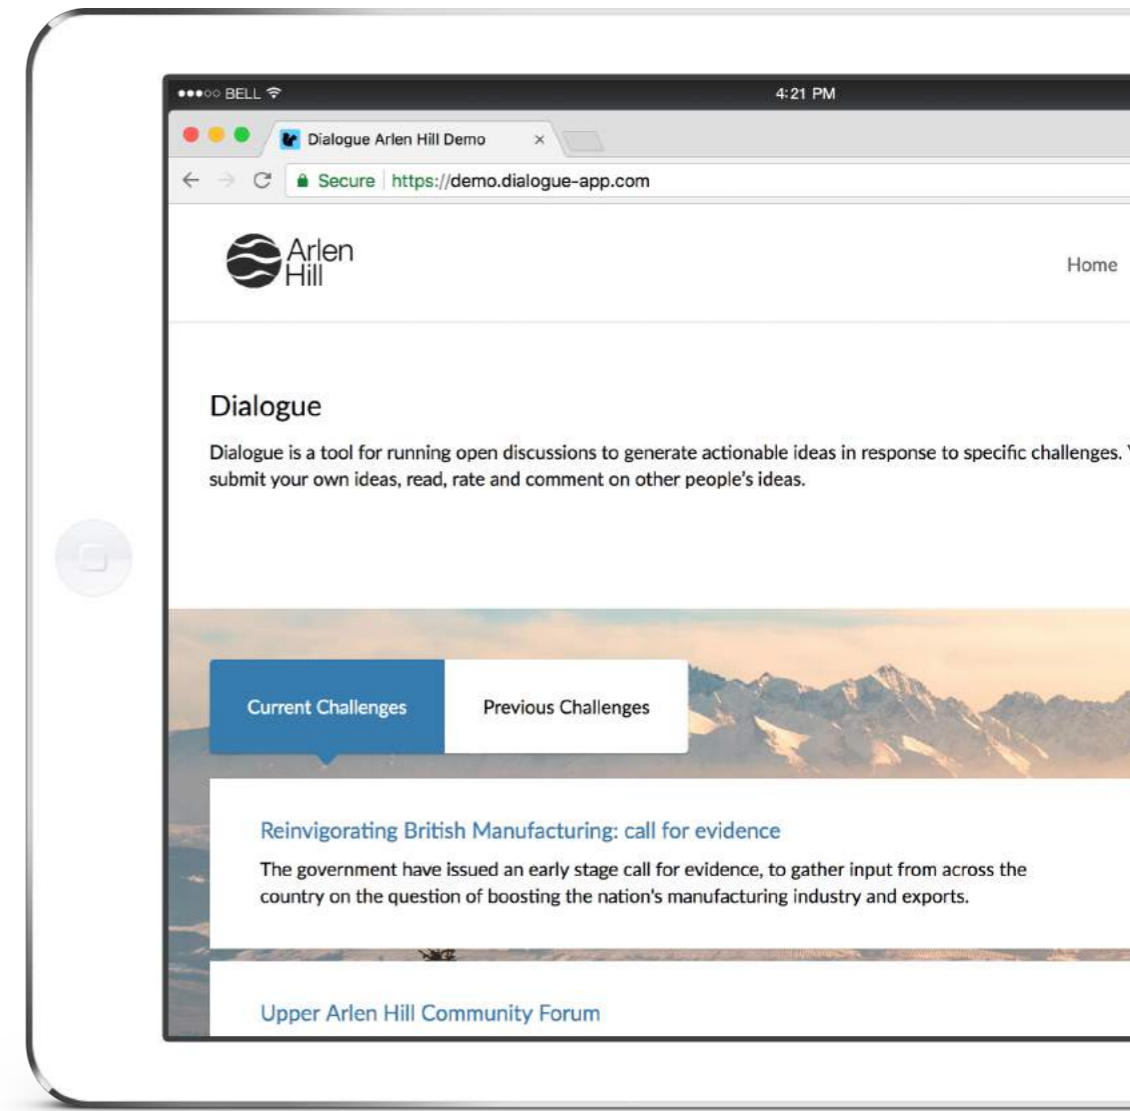 BELL
4:21 PM
Dialogue Arlen Hill Demo ×
Secure https://demo.dialogue-app.com
Arlen
Hill
Home
Dialogue
Dialogue is a tool for running open discussions to generate actionable ideas in response to specific challenges.
submit your own ideas, read, rate and comment on other people's ideas.
Current Challenges
Previous Challenges
Reinvigorating British Manufacturing: call for evidence
The government have issued an early stage call for evidence, to gather input from across the
country on the question of boosting the nation's manufacturing industry and exports.
Upper Arlen Hill Community Forum